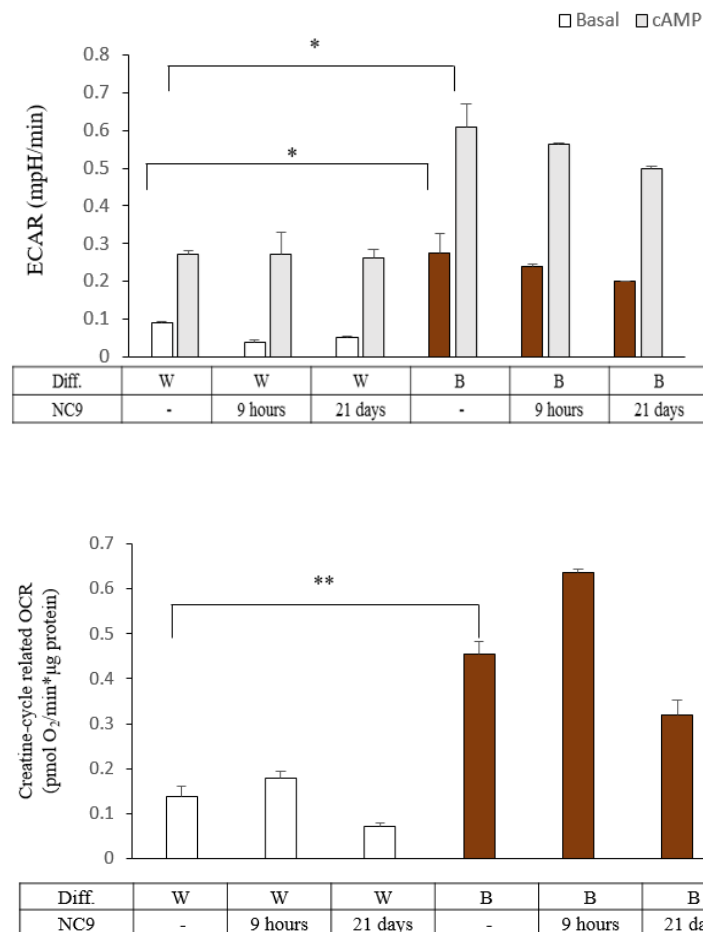 Basal cAMP
0.8
0.7
0.6
0.5
0.4
0.3
0.2
0.1
0
ECAR (mpH/min)
*
*
Diff. W W W B B B
NC9 - 9 hours 21 days - 9 hours 21 days
0.7
0.6
0.5
0.4
0.3
0.2
0.1
0
Creatine-cycle related OCR
(pmol O₂/min*µg protein)
**
Diff. W W W B B B
NC9 - 9 hours 21 days - 9 hours 21 da